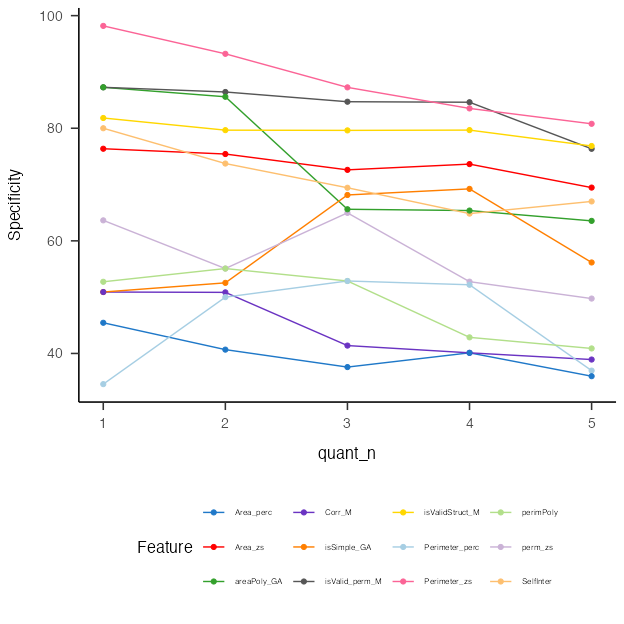 100
80
60
40
Specificity
1 2 3 4 5
quant_n
Feature
Area_perc Corr_M isValidStruct_M perimPoly
Area_zs isSimple_GA Perimeter_perc perm_zs
areaPoly_GA isValid_perm_M Perimeter_zs SelfInter